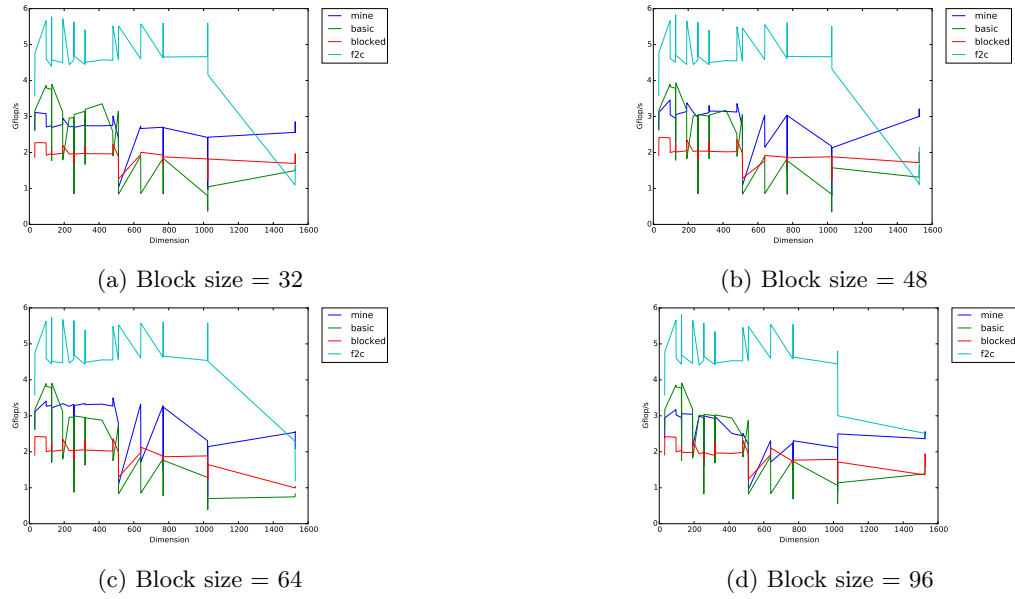 6
5
4
3
2
1
0
Gflop/s
0 200 400 600 800 1000 1200 1400 1600
Dimension
mine
basic
blocked
f2c
(a) Block size = 32
6
5
4
3
2
1
0
Gflop/s
0 200 400 600 800 1000 1200 1400 1600
Dimension
mine
basic
blocked
f2c
(b) Block size = 48
6
5
4
3
2
1
0
Gflop/s
0 200 400 600 800 1000 1200 1400 1600
Dimension
mine
basic
blocked
f2c
(c) Block size = 64
6
5
4
3
2
1
0
Gflop/s
0 200 400 600 800 1000 1200 1400 1600
Dimension
mine
basic
blocked
f2c
(d) Block size = 96